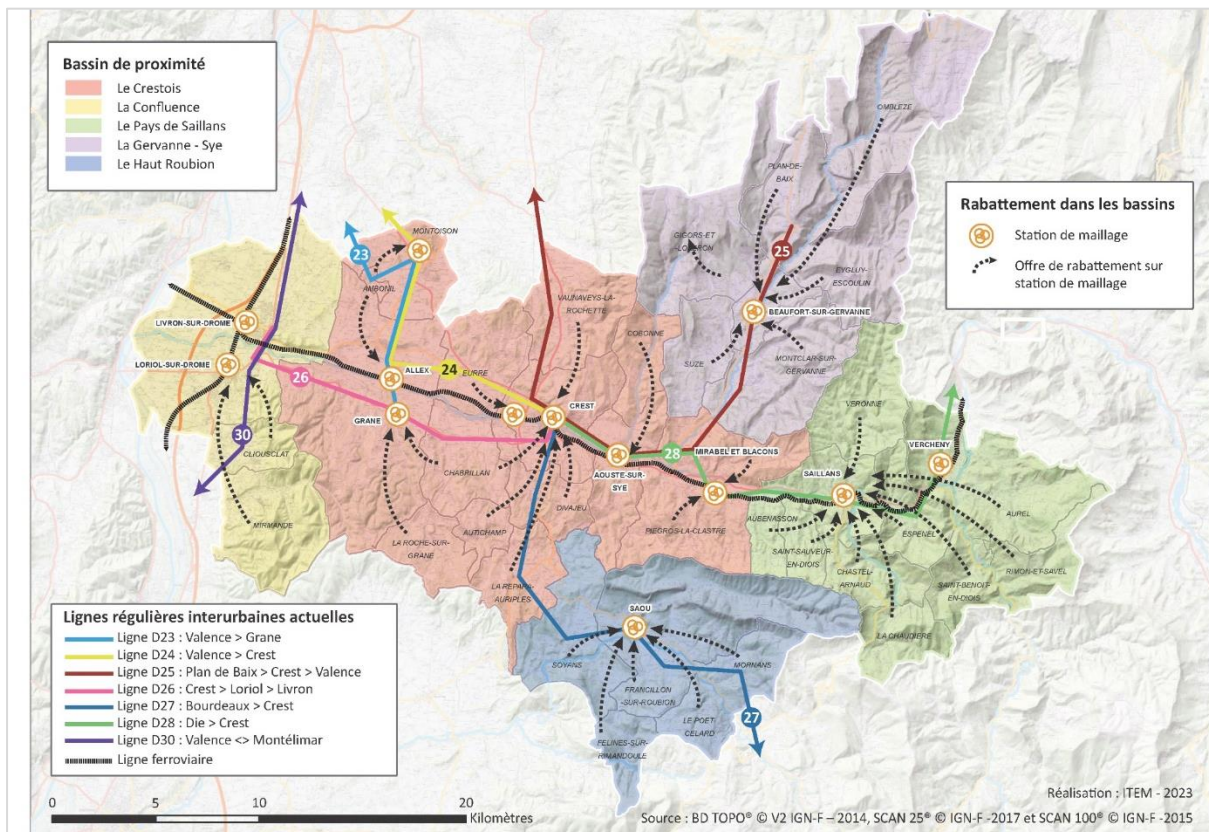 Bassin de proximité
Le Crestois
La Confluence
Le Pays de Saillans
La Gervanne - Sye
Le Haut Roubion
Rabattement dans les bassins
Station de maillage
Offre de rabattement sur
station de maillage
OMBLEZE
PLAN-DE-
BAIX
MONTOISON
GIGORS-ET
-LOZERON
23
25
AMBONIL
EYGLUY-
ESCOULIN
VAUNAVEYS-LA-
ROCHETTE
BEAUFORT-SUR-GERVANNE
LIVRON-SUR-DROME
COBONNE
SUZE
MONTCLAR-SUR-
GERVANNE
LORIOL-SUR-DROME
ALLEX
24
EURRE
26
VERONNE
GRANE
CREST
30
VERCHENY
CLIOUSCLAT
28
MIRABEL ET BLACONS
CHABRILLAN
AOUSTE-SUR-
SYE
SAILLANS
DIVAJEU
AUREL
MIRMANDE
AUTICHAMP
PIEGROS-LA-CLASTRE
AUBENASSON
ESPENEL
LA ROCHE-SUR-
GRANE
SAINT-SAUVEUR-
EN-DIOIS
CHASTEL-
ARNAUD
RIMON-ET-SAVEL
SAINT-BENOIT-
EN-DIOIS
LA-REPARA-
AURIPLES
SAOU
LA CHAUDIERE
SOYANS
MORNANS
FRANCILLON
-SUR-ROUBION
LE POET-
CELARD
27
FELINES-SUR-
RIMANDOULE
Lignes régulières interurbaines actuelles
Ligne D23 : Valence > Grane
Ligne D24 : Valence > Crest
Ligne D25 : Plan de Baix > Crest > Valence
Ligne D26 : Crest > Loriol > Livron
Ligne D27 : Bourdeaux > Crest
Ligne D28 : Die > Crest
Ligne D30 : Valence <> Montélimar
Ligne ferroviaire
0 5 10 20
Kilomètres
Réalisation : ITEM - 2023
Source : BD TOPO® © V2 IGN-F – 2014, SCAN 25® © IGN-F -2017 et SCAN 100® © IGN-F -2015